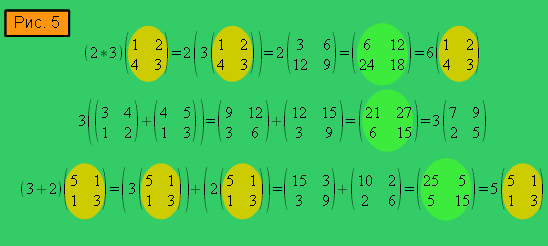 Рис. 5
(2*3)(1 2 4 3)=2(3(1 2 4 3))=2(3 6 12 9)=(6 12 24 18)=6(1 2 4 3)
3((3 4 1 2)+(4 5 1 3))=(9 12 3 6)+(12 15 3 9)=(21 27 6 15)=3(7 9 2 5)
(3+2)(5 1 1 3)=(3(5 1 1 3))+(2(5 1 1 3))=(15 3 3 9)+(10 2 2 6)=(25 5 5 15)=5(5 1 1 3)